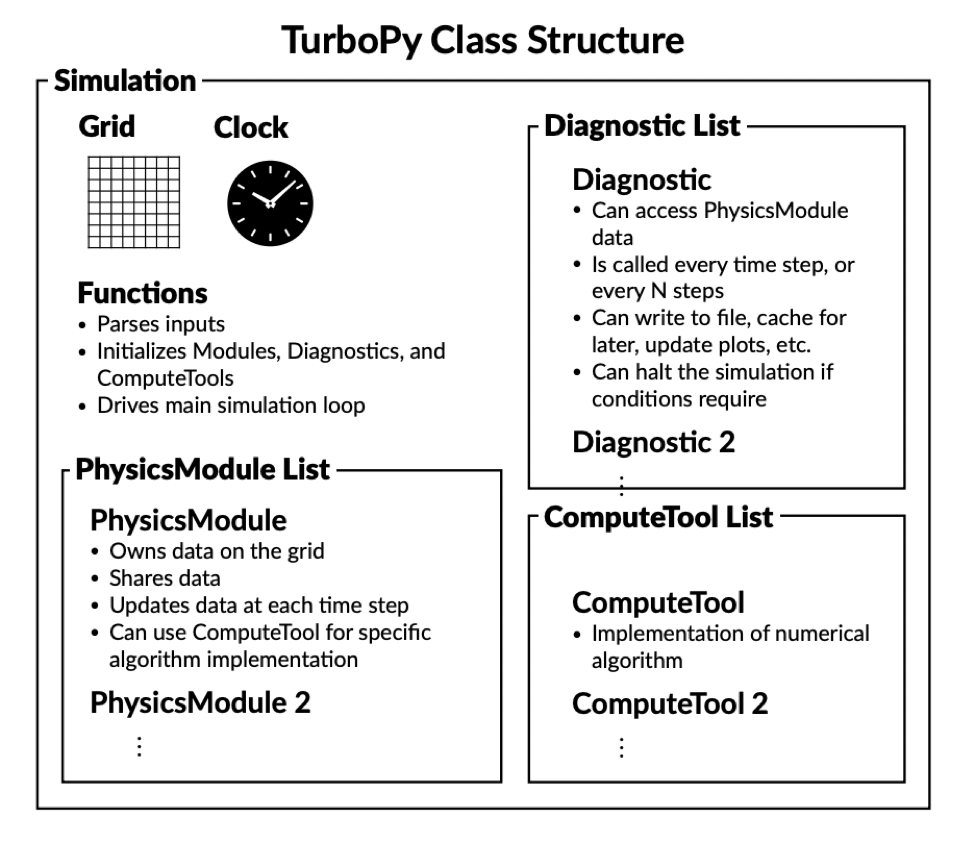 TurboPy Class Structure
Simulation
Grid
Clock
Functions
• Parses inputs
• Initializes Modules, Diagnostics, and
ComputeTools
• Drives main simulation loop
PhysicsModule List
PhysicsModule
• Owns data on the grid
• Shares data
• Updates data at each time step
• Can use ComputeTool for specific
algorithm implementation
PhysicsModule 2
⋮
Diagnostic List
Diagnostic
• Can access PhysicsModule
data
• Is called every time step, or
every N steps
• Can write to file, cache for
later, update plots, etc.
• Can halt the simulation if
conditions require
Diagnostic 2
⋮
ComputeTool List
ComputeTool
• Implementation of numerical
algorithm
ComputeTool 2
⋮